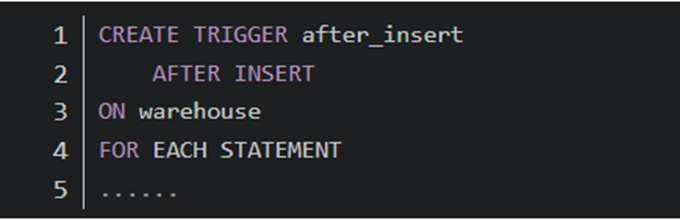 1 CREATE TRIGGER after_insert
2 AFTER INSERT
3 ON warehouse
4 FOR EACH STATEMENT
5 ......